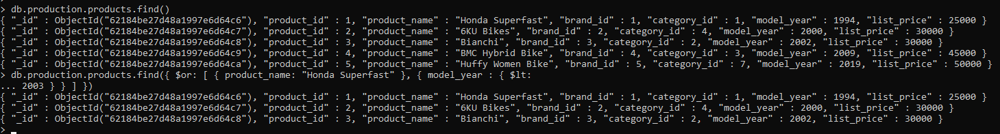 > db.production.products.find()
{ "_id" : ObjectId("62184be27d48a1997e6d64c6"), "product_id" : 1, "product_name" : "Honda Superfast", "brand_id" : 1, "category_id" : 1, "model_year" : 1994, "list_price" : 25000 }
{ "_id" : ObjectId("62184be27d48a1997e6d64c7"), "product_id" : 2, "product_name" : "6KU Bikes", "brand_id" : 2, "category_id" : 4, "model_year" : 2000, "list_price" : 30000 }
{ "_id" : ObjectId("62184be27d48a1997e6d64c8"), "product_id" : 3, "product_name" : "Bianchi", "brand_id" : 3, "category_id" : 2, "model_year" : 2002, "list_price" : 30000 }
{ "_id" : ObjectId("62184be27d48a1997e6d64c9"), "product_id" : 4, "product_name" : "BMC Hybrid Bike", "brand_id" : 4, "category_id" : 3, "model_year" : 2009, "list_price" : 45000 }
{ "_id" : ObjectId("62184be27d48a1997e6d64ca"), "product_id" : 5, "product_name" : "Huffy Women Bike", "brand_id" : 5, "category_id" : 7, "model_year" : 2019, "list_price" : 50000 }
> db.production.products.find({ $or: [ { product_name: "Honda Superfast" }, { model_year : { $lt:
... 2003 } } ] })
{ "_id" : ObjectId("62184be27d48a1997e6d64c6"), "product_id" : 1, "product_name" : "Honda Superfast", "brand_id" : 1, "category_id" : 1, "model_year" : 1994, "list_price" : 25000 }
{ "_id" : ObjectId("62184be27d48a1997e6d64c7"), "product_id" : 2, "product_name" : "6KU Bikes", "brand_id" : 2, "category_id" : 4, "model_year" : 2000, "list_price" : 30000 }
{ "_id" : ObjectId("62184be27d48a1997e6d64c8"), "product_id" : 3, "product_name" : "Bianchi", "brand_id" : 3, "category_id" : 2, "model_year" : 2002, "list_price" : 30000 }
>